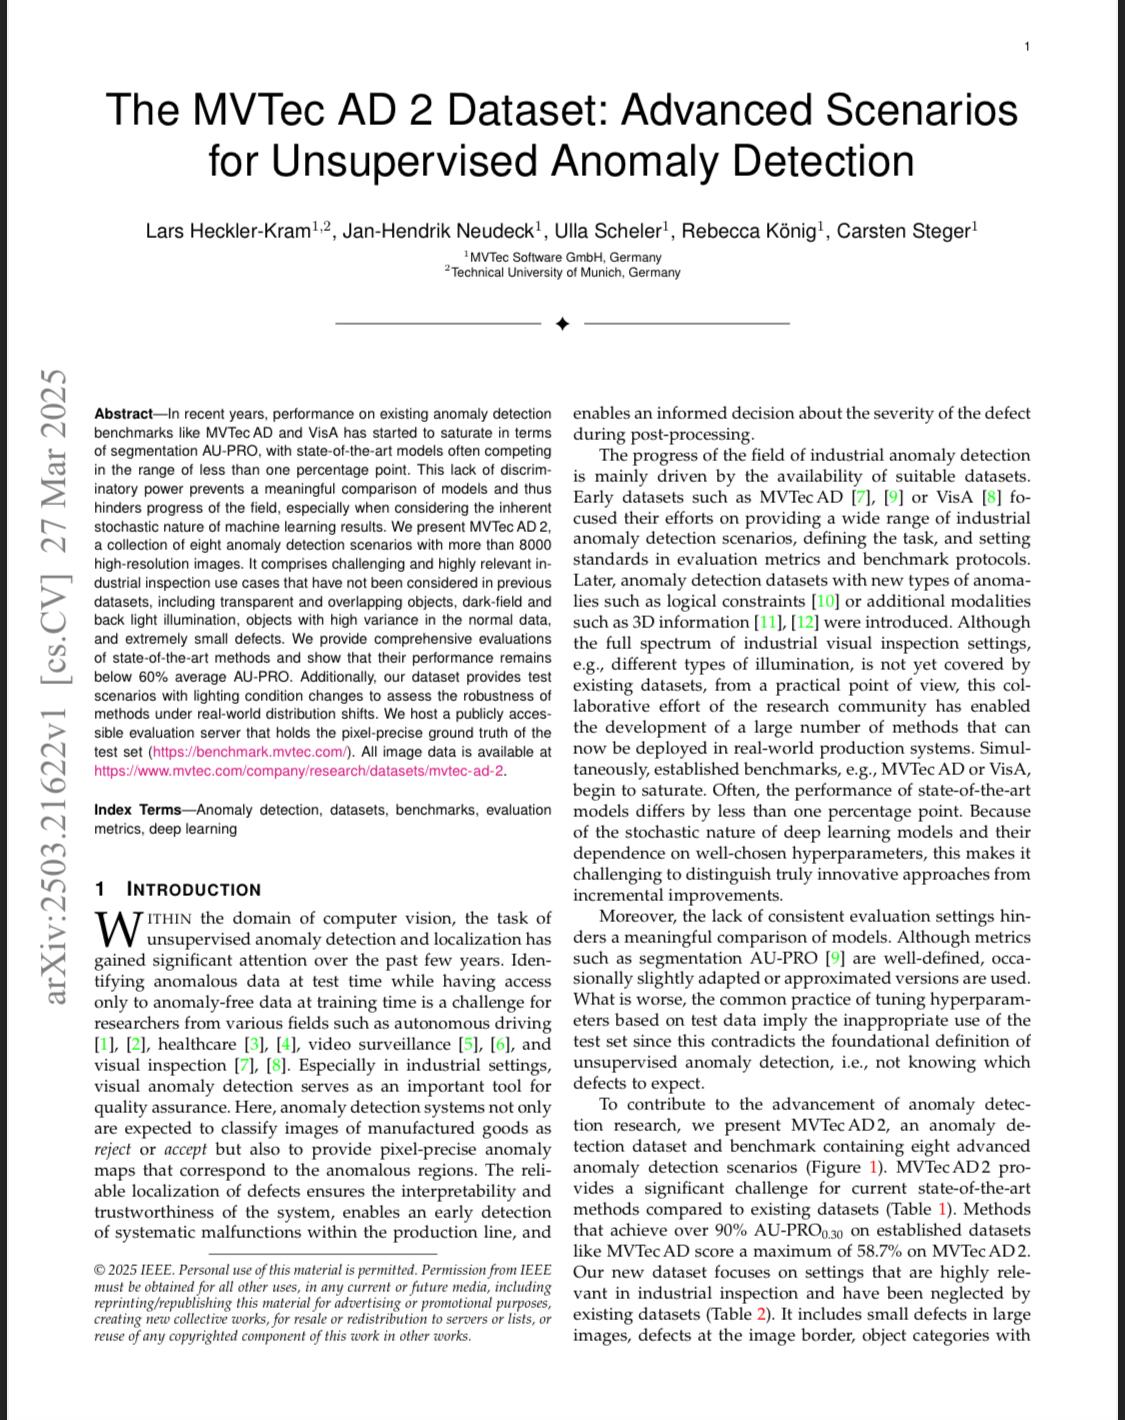 1
The MVTec AD 2 Dataset: Advanced Scenarios
for Unsupervised Anomaly Detection
Lars Heckler-Kram1,2, Jan-Hendrik Neudeck1, Ulla Scheler1, Rebecca König1, Carsten Steger1
1MVTec Software GmbH, Germany
2Technical University of Munich, Germany
arXiv:2503.21622v1 [cs.CV] 27 Mar 2025
Abstract—In recent years, performance on existing anomaly detection
benchmarks like MVTec AD and VisA has started to saturate in terms
of segmentation AU-PRO, with state-of-the-art models often competing
in the range of less than one percentage point. This lack of discrim-
inatory power prevents a meaningful comparison of models and thus
hinders progress of the field, especially when considering the inherent
stochastic nature of machine learning results. We present MVTec AD 2,
a collection of eight anomaly detection scenarios with more than 8000
high-resolution images. It comprises challenging and highly relevant in-
dustrial inspection use cases that have not been considered in previous
datasets, including transparent and overlapping objects, dark-field and
back light illumination, objects with high variance in the normal data,
and extremely small defects. We provide comprehensive evaluations
of state-of-the-art methods and show that their performance remains
below 60% average AU-PRO. Additionally, our dataset provides test
scenarios with lighting condition changes to assess the robustness of
methods under real-world distribution shifts. We host a publicly acces-
sible evaluation server that holds the pixel-precise ground truth of the
test set (https://benchmark.mvtec.com/). All image data is available at
https://www.mvtec.com/company/research/datasets/mvtec-ad-2.
Index Terms—Anomaly detection, datasets, benchmarks, evaluation
metrics, deep learning
1 INTRODUCTION
WITHIN the domain of computer vision, the task of
unsupervised anomaly detection and localization has
gained significant attention over the past few years. Iden-
tifying anomalous data at test time while having access
only to anomaly-free data at training time is a challenge for
researchers from various fields such as autonomous driving
[1], [2], healthcare [3], [4], video surveillance [5], [6], and
visual inspection [7], [8]. Especially in industrial settings,
visual anomaly detection serves as an important tool for
quality assurance. Here, anomaly detection systems not only
are expected to classify images of manufactured goods as
reject or accept but also to provide pixel-precise anomaly
maps that correspond to the anomalous regions. The reli-
able localization of defects ensures the interpretability and
trustworthiness of the system, enables an early detection
of systematic malfunctions within the production line, and
© 2025 IEEE. Personal use of this material is permitted. Permission from IEEE
must be obtained for all other uses, in any current or future media, including
reprinting/republishing this material for advertising or promotional purposes,
creating new collective works, for resale or redistribution to servers or lists, or
reuse of any copyrighted component of this work in other works.
enables an informed decision about the severity of the defect
during post-processing.
The progress of the field of industrial anomaly detection
is mainly driven by the availability of suitable datasets.
Early datasets such as MVTec AD [7], [9] or VisA [8] fo-
cused their efforts on providing a wide range of industrial
anomaly detection scenarios, defining the task, and setting
standards in evaluation metrics and benchmark protocols.
Later, anomaly detection datasets with new types of anoma-
lies such as logical constraints [10] or additional modalities
such as 3D information [11], [12] were introduced. Although
the full spectrum of industrial visual inspection settings,
e.g., different types of illumination, is not yet covered by
existing datasets, from a practical point of view, this col-
laborative effort of the research community has enabled
the development of a large number of methods that can
now be deployed in real-world production systems. Simul-
taneously, established benchmarks, e.g., MVTec AD or VisA,
begin to saturate. Often, the performance of state-of-the-art
models differs by less than one percentage point. Because
of the stochastic nature of deep learning models and their
dependence on well-chosen hyperparameters, this makes it
challenging to distinguish truly innovative approaches from
incremental improvements.
Moreover, the lack of consistent evaluation settings hin-
ders a meaningful comparison of models. Although metrics
such as segmentation AU-PRO [9] are well-defined, occa-
sionally slightly adapted or approximated versions are used.
What is worse, the common practice of tuning hyperparam-
eters based on test data imply the inappropriate use of the
test set since this contradicts the foundational definition of
unsupervised anomaly detection, i.e., not knowing which
defects to expect.
To contribute to the advancement of anomaly detec-
tion research, we present MVTec AD 2, an anomaly de-
tection dataset and benchmark containing eight advanced
anomaly detection scenarios (Figure 1). MVTec AD 2 pro-
vides a significant challenge for current state-of-the-art
methods compared to existing datasets (Table 1). Methods
that achieve over 90% AU-PRO0.30 on established datasets
like MVTec AD score a maximum of 58.7% on MVTec AD 2.
Our new dataset focuses on settings that are highly rele-
vant in industrial inspection and have been neglected by
existing datasets (Table 2). It includes small defects in large
images, defects at the image border, object categories with